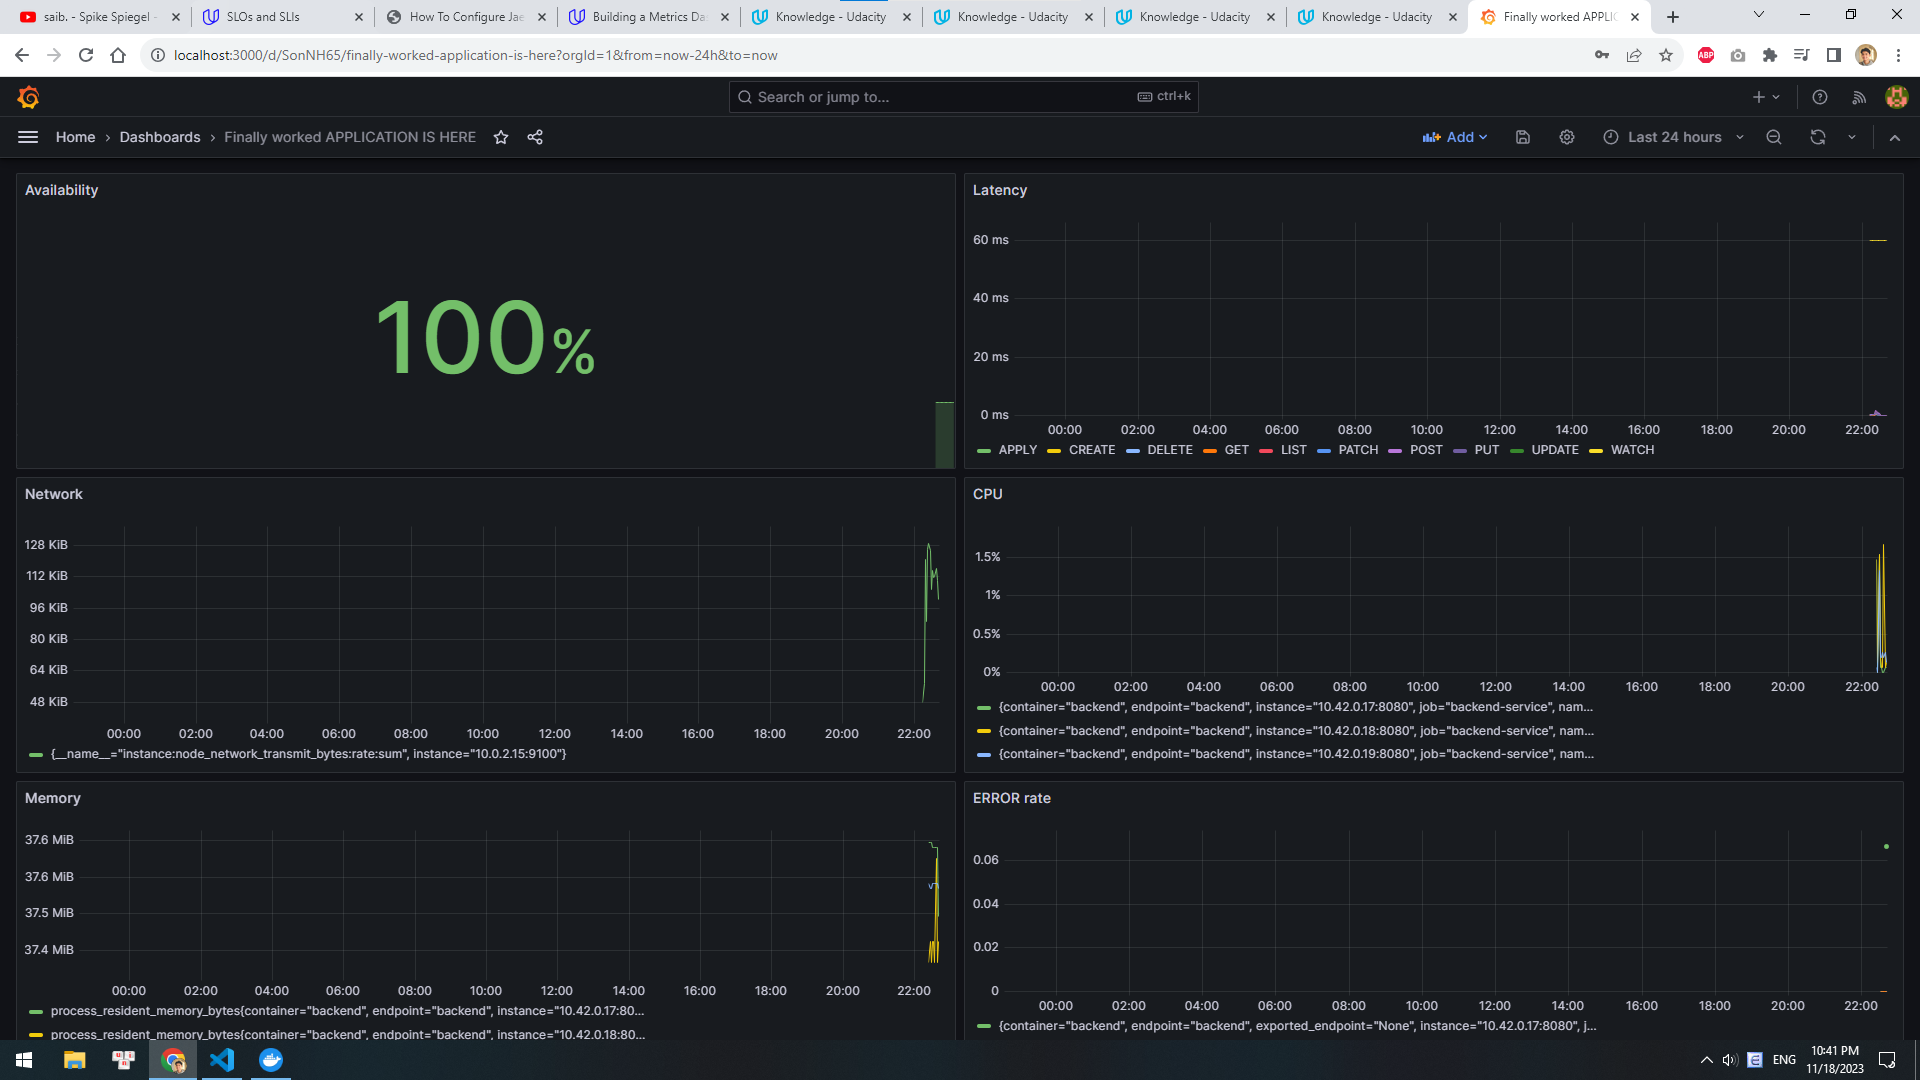 saib. - Spike Spiegel -
SLOs and SLIs
How To Configure Jae
Building a Metrics Da
Knowledge - Udacity
Knowledge - Udacity
Knowledge - Udacity
Knowledge - Udacity
Finally worked APPLIC
localhost:3000/d/SonNH65/finally-worked-application-is-here?orgId=1&from=now-24h&to=now
ABP
Search or jump to...
ctrl+k
Home › Dashboards › Finally worked APPLICATION IS HERE
Add
Last 24 hours
Availability
100%
Latency
60 ms
40 ms
20 ms
0 ms
00:00 02:00 04:00 06:00 08:00 10:00 12:00 14:00 16:00 18:00 20:00 22:00
APPLY CREATE DELETE GET LIST PATCH POST PUT UPDATE WATCH
Network
128 KiB
112 KiB
96 KiB
80 KiB
64 KiB
48 KiB
00:00 02:00 04:00 06:00 08:00 10:00 12:00 14:00 16:00 18:00 20:00 22:00
{__name__="instance:node_network_transmit_bytes:rate:sum", instance="10.0.2.15:9100"}
CPU
1.5%
1%
0.5%
0%
00:00 02:00 04:00 06:00 08:00 10:00 12:00 14:00 16:00 18:00 20:00 22:00
{container="backend", endpoint="backend", instance="10.42.0.17:8080", job="backend-service", nam...
{container="backend", endpoint="backend", instance="10.42.0.18:8080", job="backend-service", nam...
{container="backend", endpoint="backend", instance="10.42.0.19:8080", job="backend-service", nam...
Memory
37.6 MiB
37.6 MiB
37.5 MiB
37.4 MiB
00:00 02:00 04:00 06:00 08:00 10:00 12:00 14:00 16:00 18:00 20:00 22:00
process_resident_memory_bytes{container="backend", endpoint="backend", instance="10.42.0.17:80...
process_resident_memory_bytes{container="backend", endpoint="backend", instance="10.42.0.18:80...
ERROR rate
0.06
0.04
0.02
0
00:00 02:00 04:00 06:00 08:00 10:00 12:00 14:00 16:00 18:00 20:00 22:00
{container="backend", endpoint="backend", exported_endpoint="None", instance="10.42.0.17:8080", j...
ENG
10:41 PM
11/18/2023